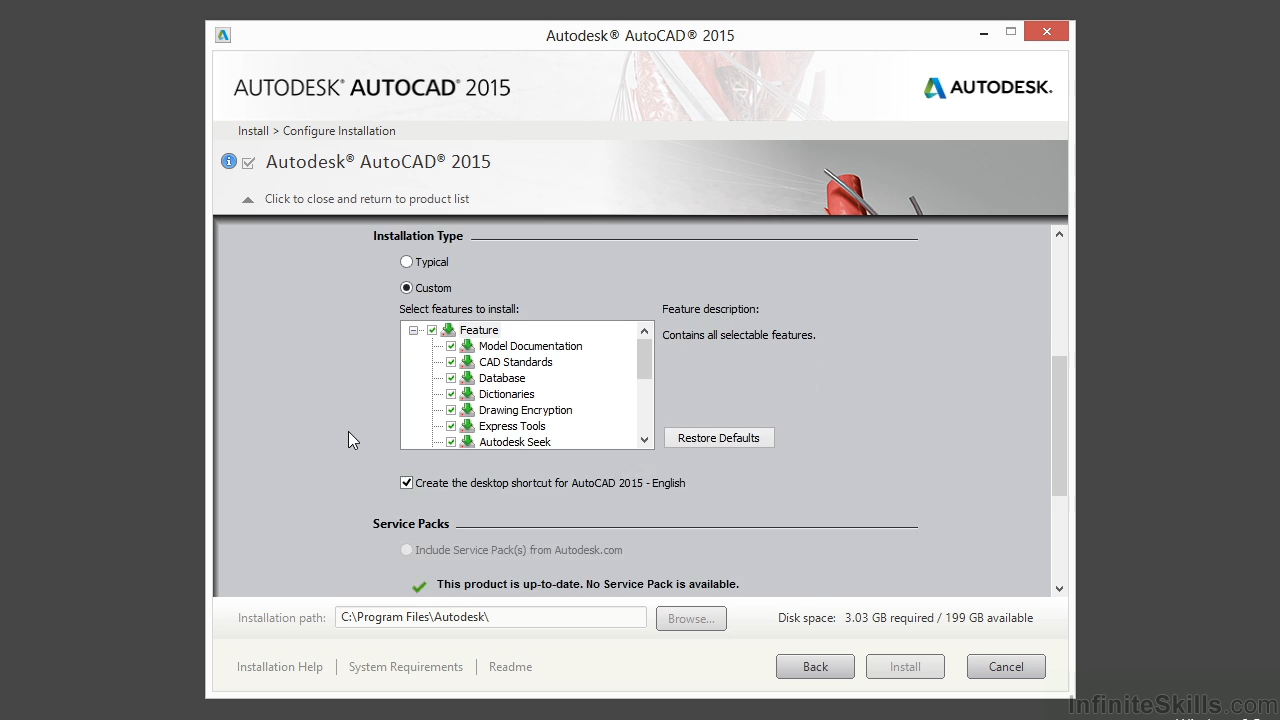 Autodesk® AutoCAD® 2015
AUTODESK® AUTOCAD® 2015
AUTODESK.
Install > Configure Installation
Autodesk® AutoCAD® 2015
Click to close and return to product list
Installation Type
Typical
Custom
Select features to install:
Feature description:
Feature
Contains all selectable features.
Model Documentation
CAD Standards
Database
Dictionaries
Drawing Encryption
Express Tools
Autodesk Seek
Restore Defaults
Create the desktop shortcut for AutoCAD 2015 - English
Service Packs
Include Service Pack(s) from Autodesk.com
This product is up-to-date. No Service Pack is available.
Installation path: C:\Program Files\Autodesk\ Browse... Disk space: 3.03 GB required / 199 GB available
Installation Help System Requirements Readme Back Install Cancel
InfiniteSkills.com